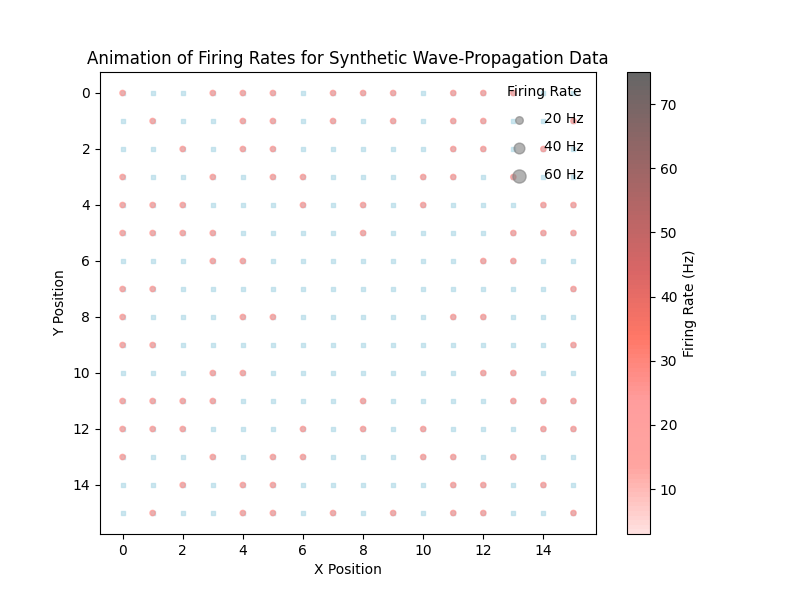 Animation of Firing Rates for Synthetic Wave-Propagation Data
Firing Rate
20 Hz
40 Hz
60 Hz
0
2
4
6
8
10
12
14
Y Position
0 2 4 6 8 10 12 14
X Position
70
60
50
40
30
20
10
Firing Rate (Hz)